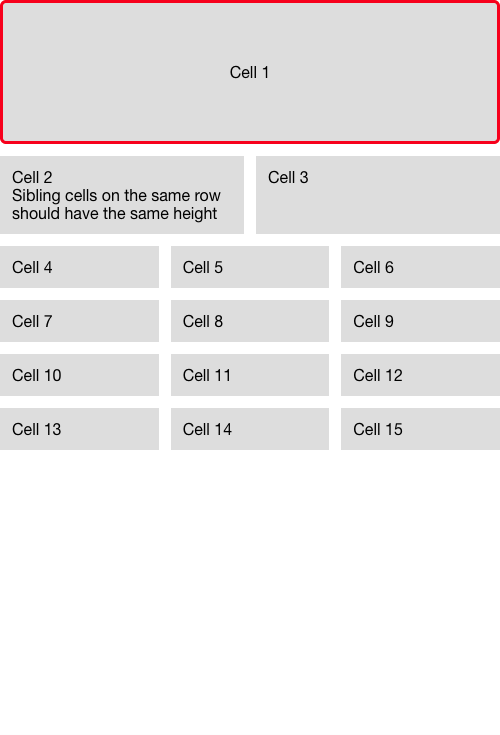 Cell 1
Cell 2
Sibling cells on the same row
should have the same height
Cell 3
Cell 4
Cell 5
Cell 6
Cell 7
Cell 8
Cell 9
Cell 10
Cell 11
Cell 12
Cell 13
Cell 14
Cell 15